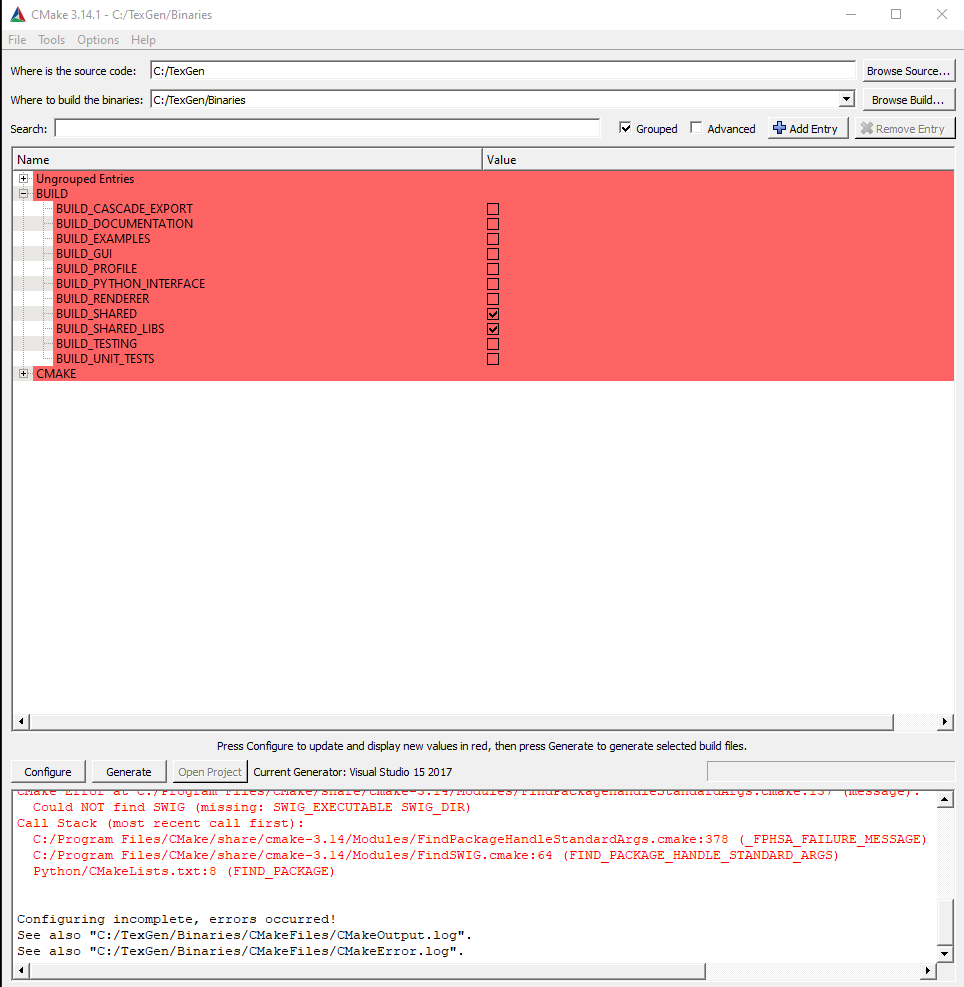 CMake 3.14.1 - C:/TexGen/Binaries
File Tools Options Help
Where is the source code: C:/TexGen Browse Source...
Where to build the binaries: C:/TexGen/Binaries Browse Build...
Search: Grouped Advanced Add Entry Remove Entry
Name Value
Ungrouped Entries
BUILD
BUILD_CASCADE_EXPORT
BUILD_DOCUMENTATION
BUILD_EXAMPLES
BUILD_GUI
BUILD_PROFILE
BUILD_PYTHON_INTERFACE
BUILD_RENDERER
BUILD_SHARED
BUILD_SHARED_LIBS
BUILD_TESTING
BUILD_UNIT_TESTS
CMAKE
Press Configure to update and display new values in red, then press Generate to generate selected build files.
Configure Generate Open Project Current Generator: Visual Studio 15 2017
CMake Error at C:/Program Files/CMake/share/cmake-3.14/Modules/FindPackageHandleStandardArgs.cmake:137 (message):
Could NOT find SWIG (missing: SWIG_EXECUTABLE SWIG_DIR)
Call Stack (most recent call first):
C:/Program Files/CMake/share/cmake-3.14/Modules/FindPackageHandleStandardArgs.cmake:378 (_FPHSA_FAILURE_MESSAGE)
C:/Program Files/CMake/share/cmake-3.14/Modules/FindSWIG.cmake:64 (FIND_PACKAGE_HANDLE_STANDARD_ARGS)
Python/CMakeLists.txt:8 (FIND_PACKAGE)
Configuring incomplete, errors occurred!
See also "C:/TexGen/Binaries/CMakeFiles/CMakeOutput.log".
See also "C:/TexGen/Binaries/CMakeFiles/CMakeError.log".